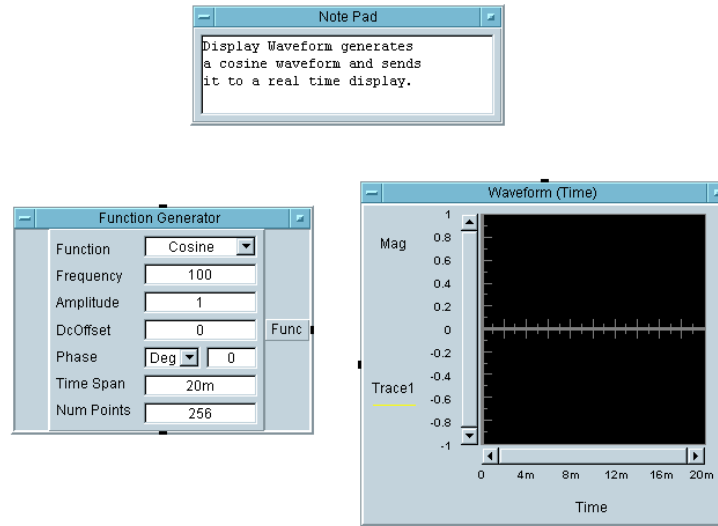 Note Pad
Display Waveform generates
a cosine waveform and sends
it to a real time display.
Function Generator
Function Cosine
Frequency 100
Amplitude 1
DcOffset 0 Func
Phase Deg 0
Time Span 20m
Num Points 256
Waveform (Time)
1
Mag 0.8
0.6
0.4
0.2
0
-0.2
-0.4
Trace1 -0.6
-0.8
-1
0 4m 8m 12m 16m 20m
Time